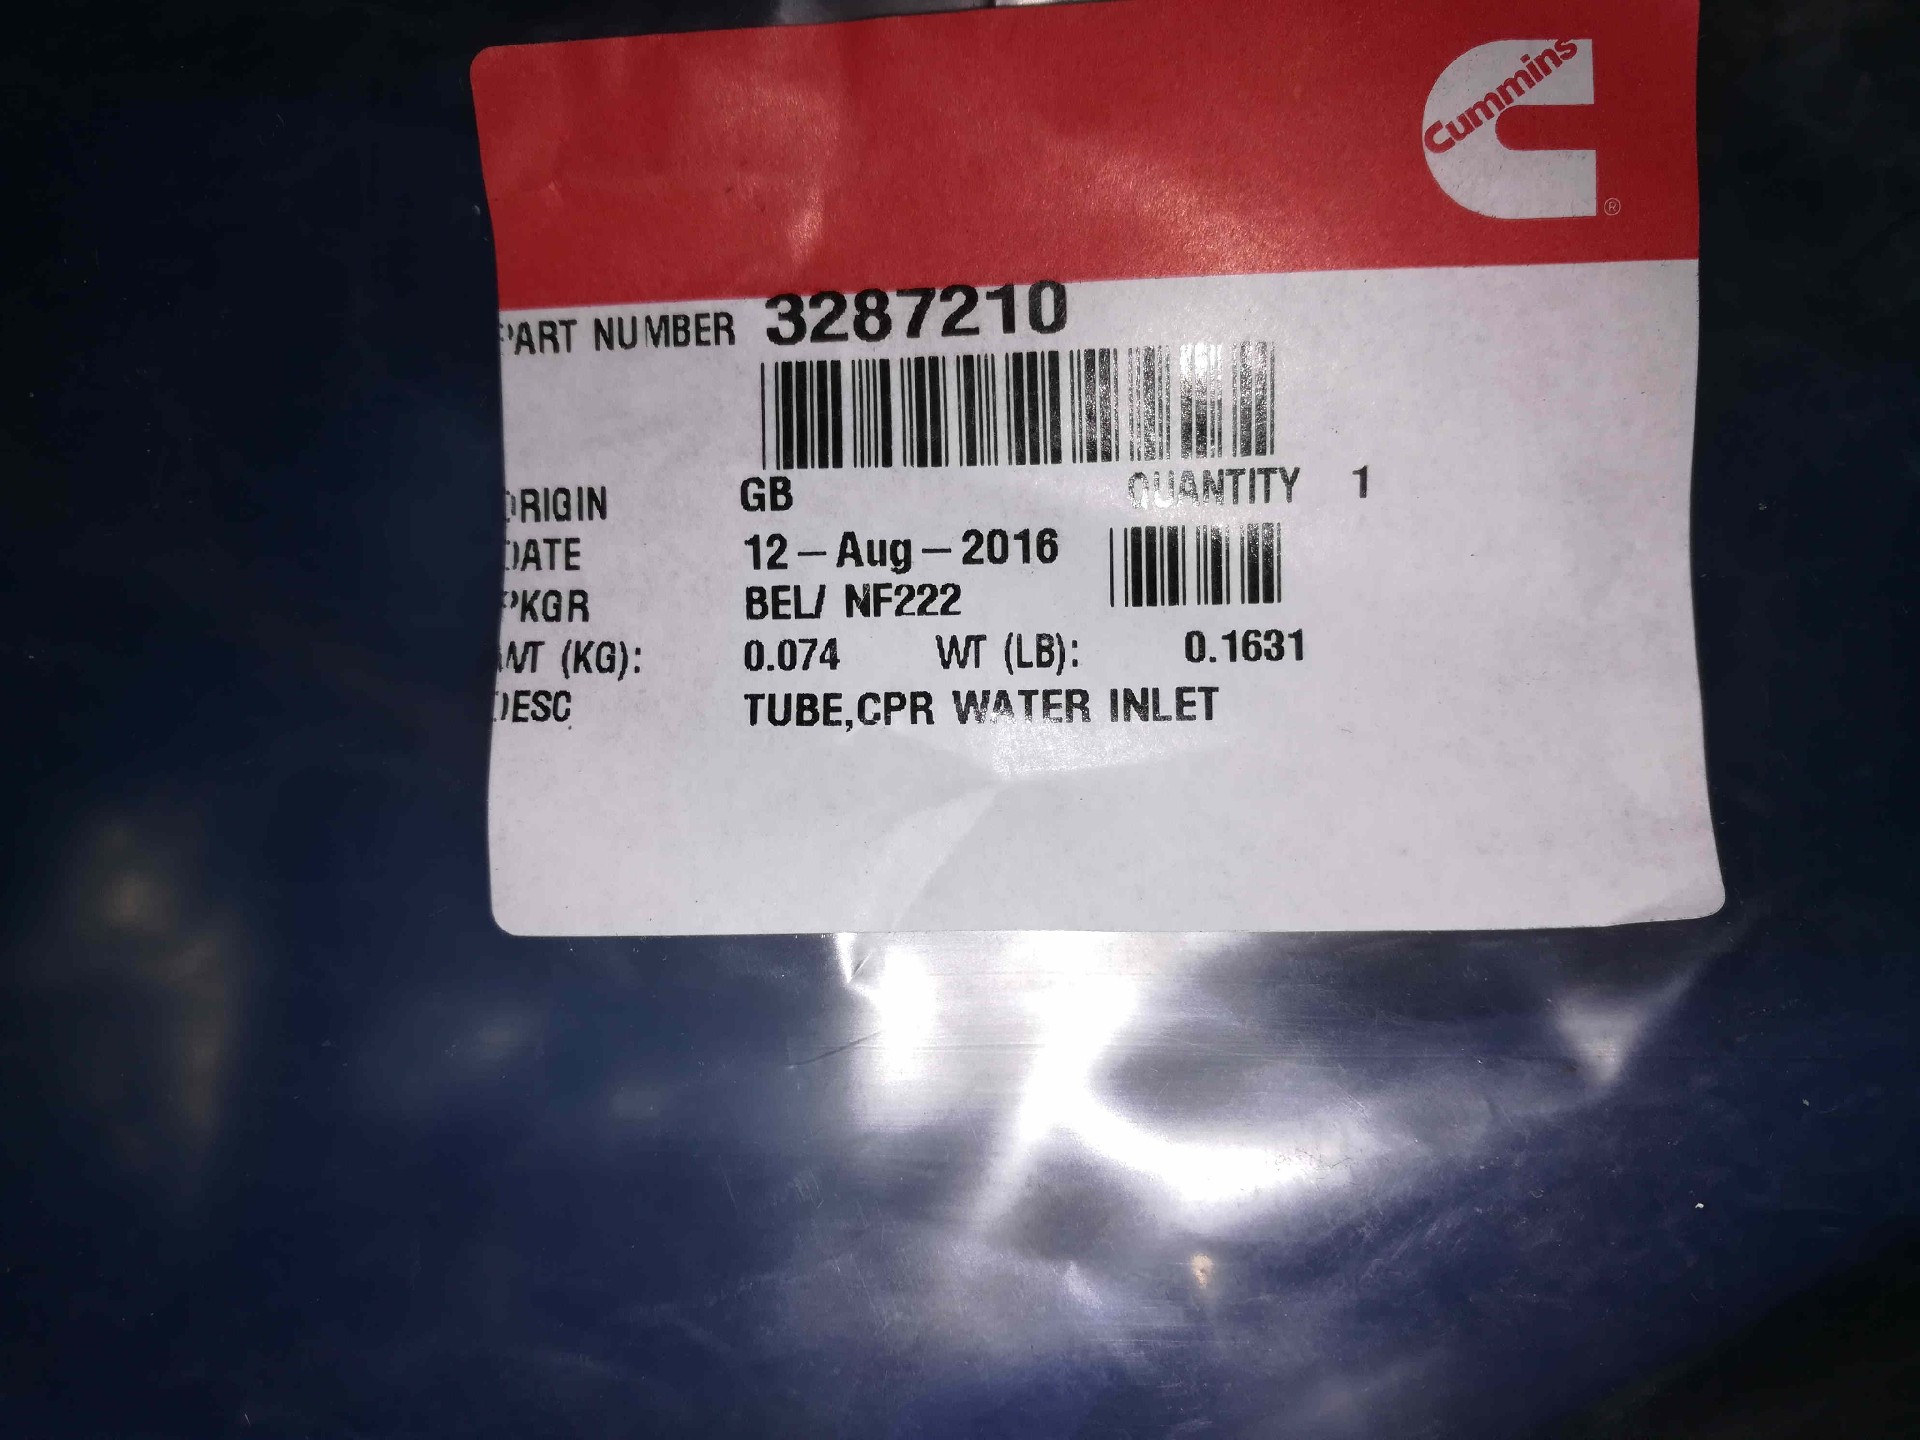 Cummins
®
PART NUMBER 3287210
ORIGIN GB QUANTITY 1
DATE 12-Aug-2016
PKGR BEL/ NF222
WT (KG): 0.074 WT (LB): 0.1631
DESC TUBE,CPR WATER INLET